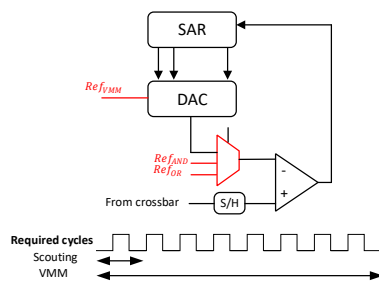 SAR
Ref_VMM
DAC
Ref_AND
Ref_OR
-
+
From crossbar
S/H
Required cycles
Scouting
VMM